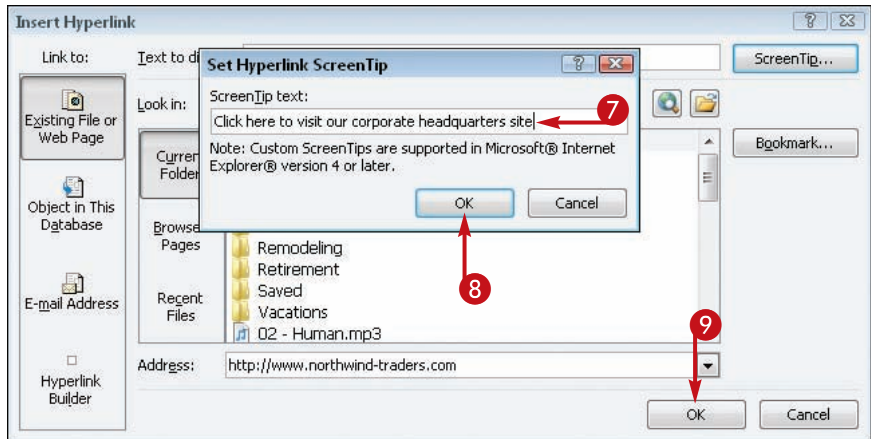 Insert Hyperlink
Link to:
Text to di
ScreenTip...
Set Hyperlink ScreenTip
ScreenTip text:
Click here to visit our corporate headquarters site
7
Note: Custom ScreenTips are supported in Microsoft® Internet
Explorer® version 4 or later.
OK
Cancel
8
Existing File or
Web Page
Look in:
Bookmark...
Curren
Folder
Object in This
Database
Browse
Pages
Remodeling
Retirement
Saved
Vacations
02 - Human.mp3
E-mail Address
Recent
Files
9
Hyperlink
Builder
Address:
http://www.northwind-traders.com
OK
Cancel